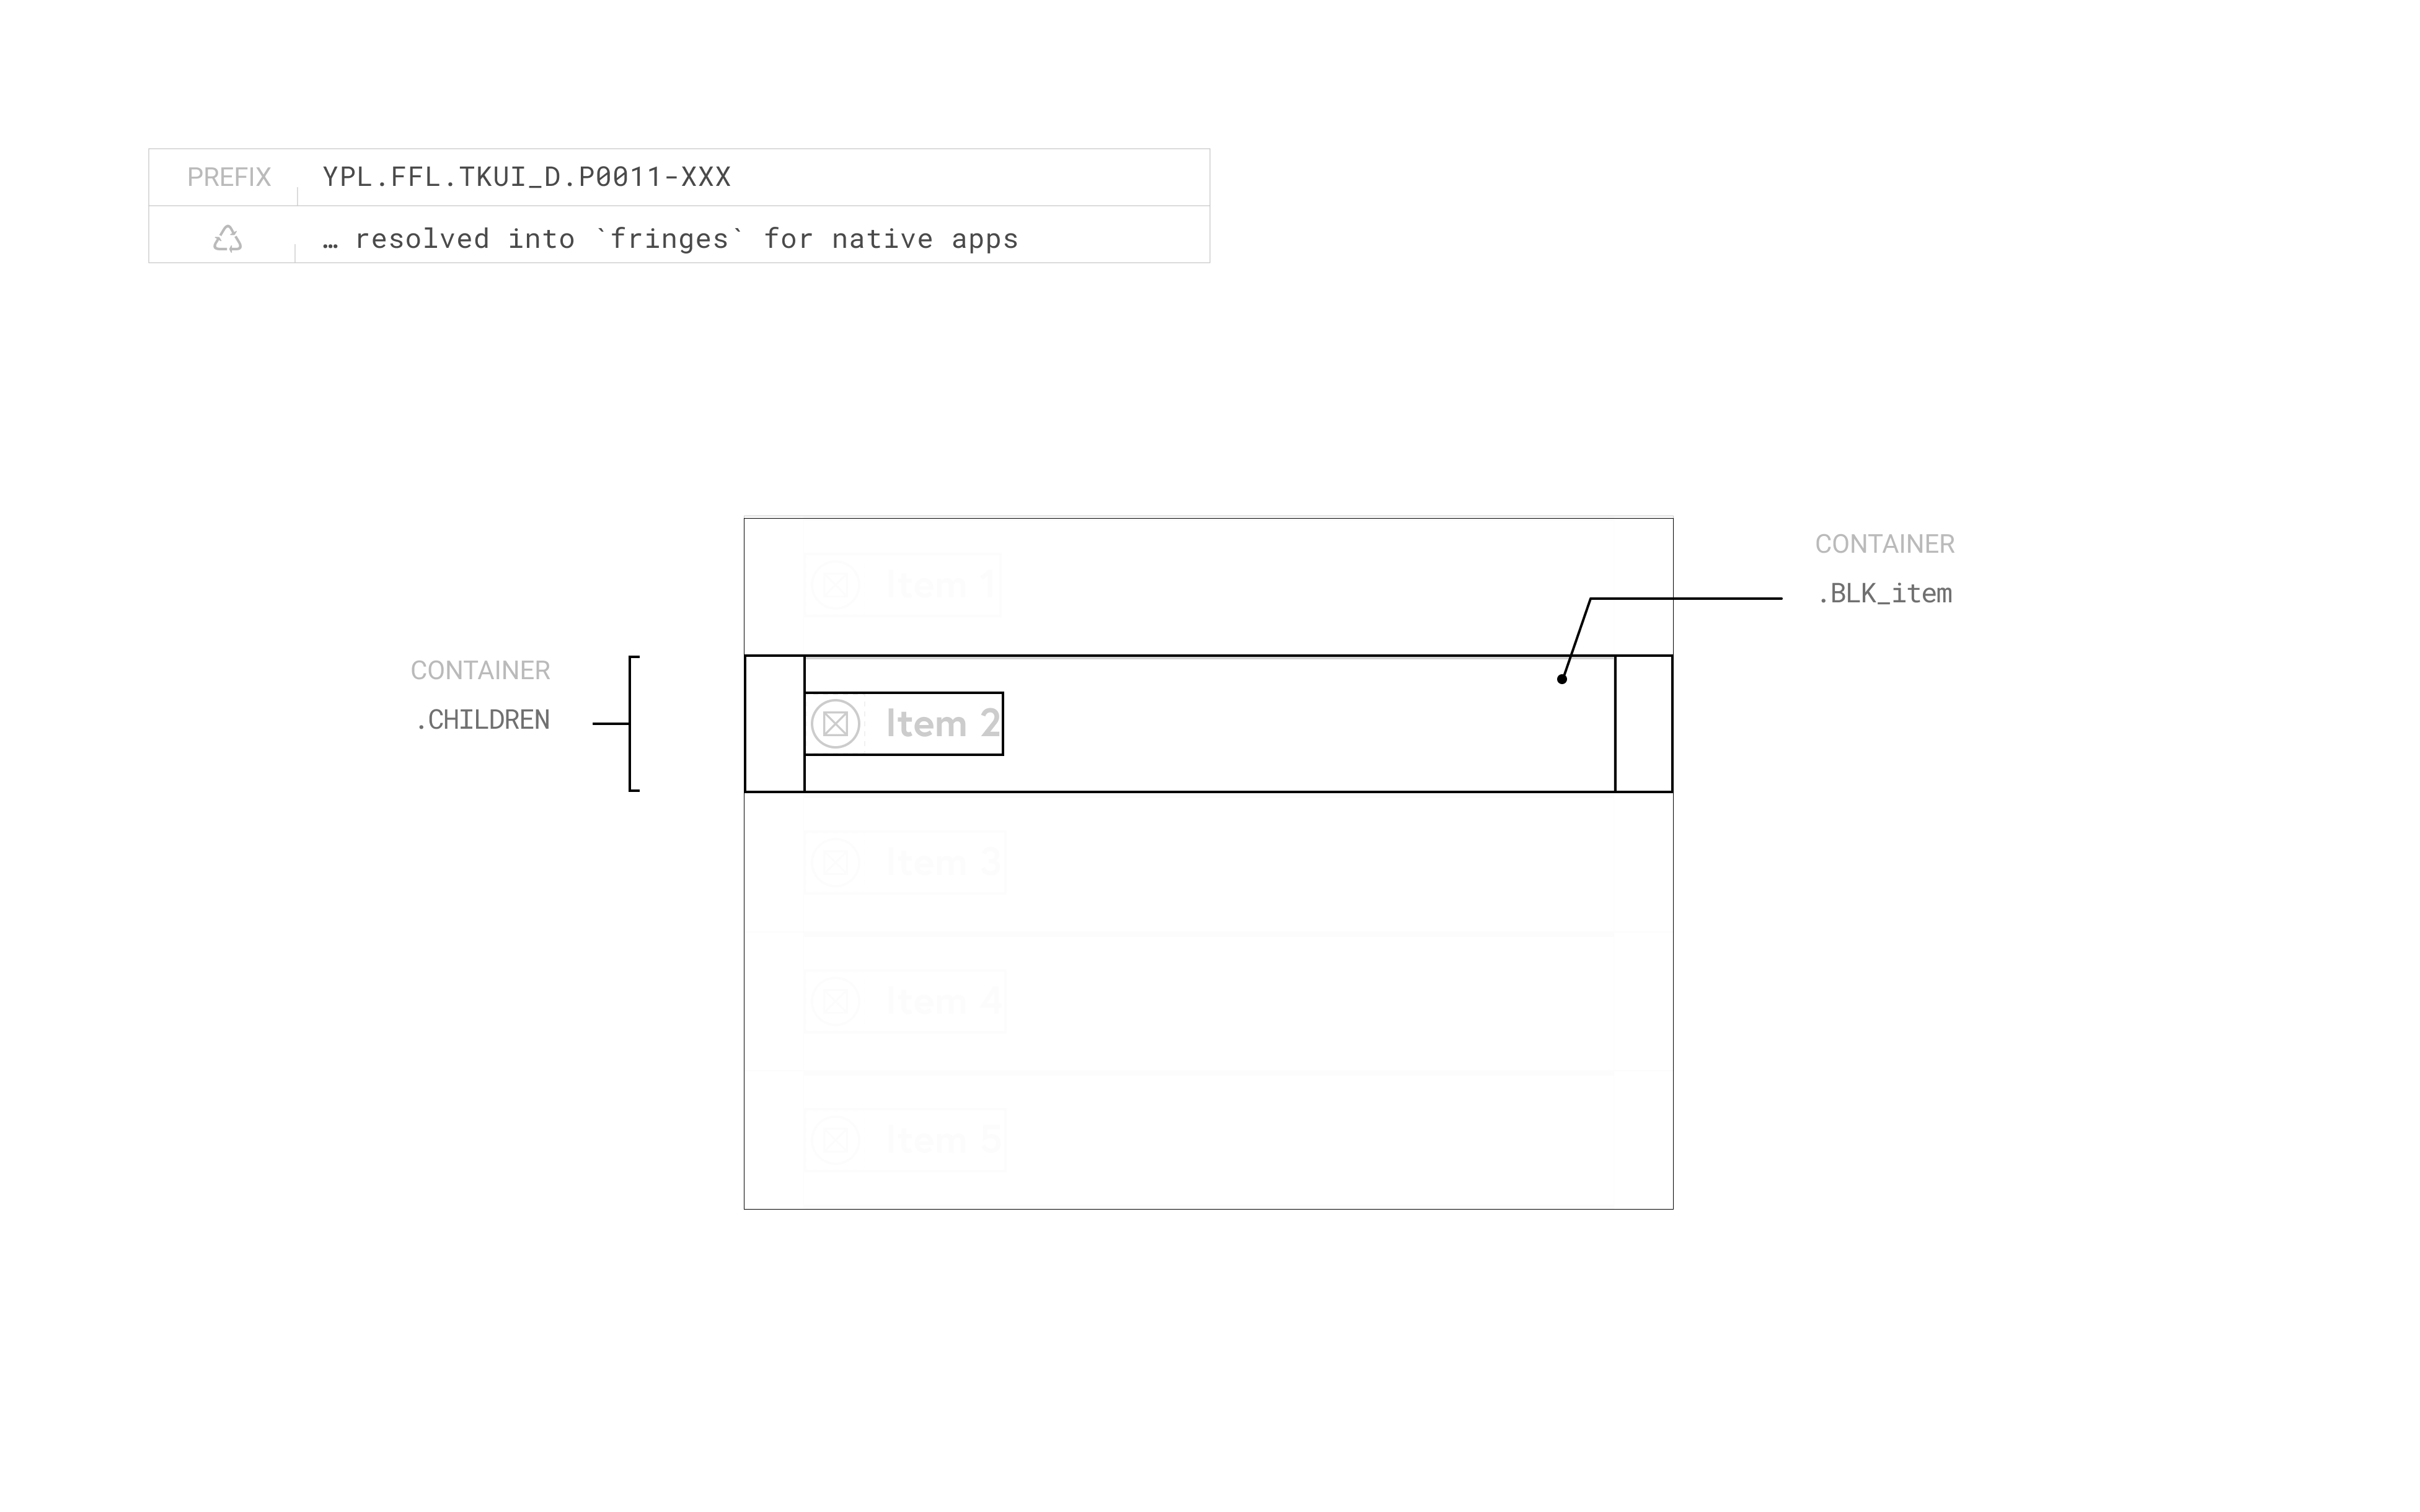 PREFIX YPL.FFL.TKUI_D.P0011-XXX
… resolved into `fringes` for native apps
CONTAINER
.BLK_item
Item 1
CONTAINER
.CHILDREN
Item 2
Item 3
Item 4
Item 5